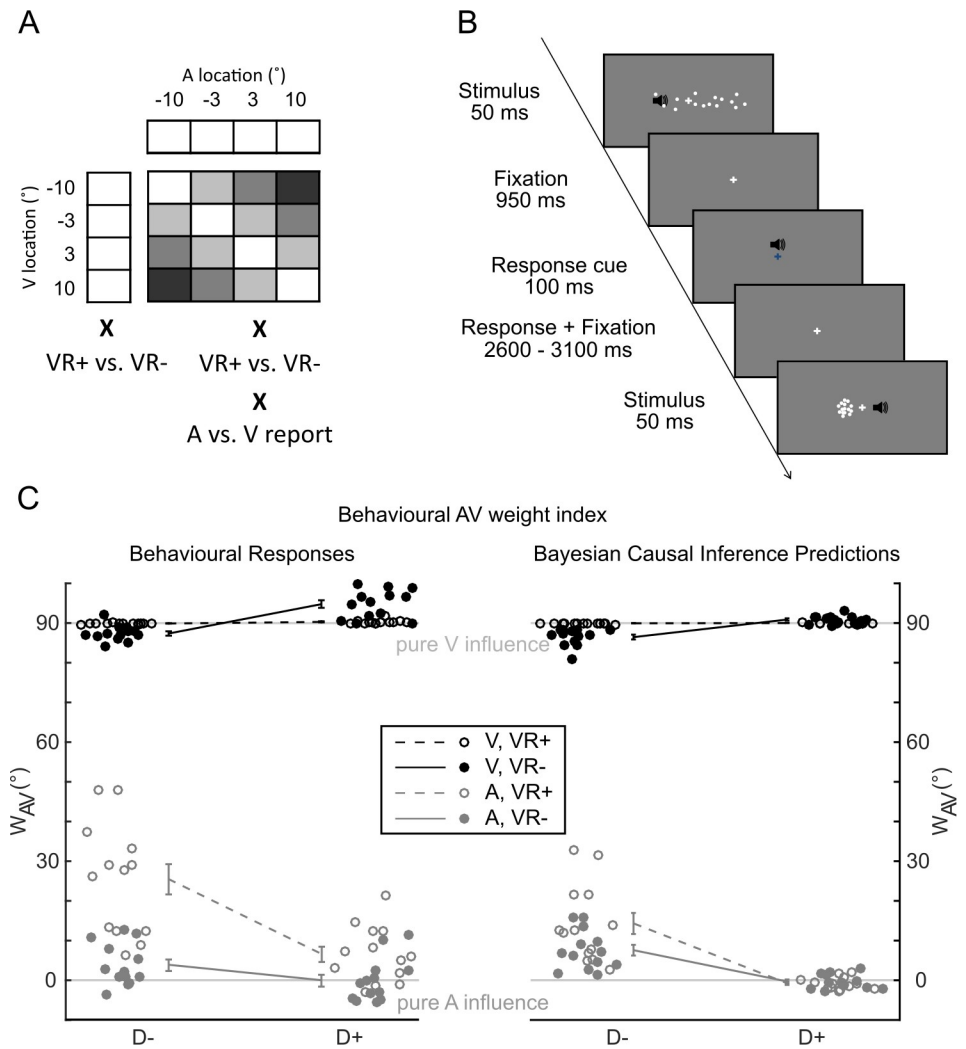 A
A location (˚)
-10 -3 3 10
V location (˚)
-10
-3
3
10
X X
VR+ vs. VR- VR+ vs. VR-
X
A vs. V report
B
Stimulus
50 ms
Fixation
950 ms
Response cue
100 ms
Response + Fixation
2600 - 3100 ms
Stimulus
50 ms
C
Behavioural AV weight index
Behavioural Responses
Bayesian Causal Inference Predictions
90
60
30
0
W_AV (°)
pure V influence
pure A influence
D- D+
V, VR+
V, VR-
A, VR+
A, VR-
90
60
30
0
W_AV (°)
D- D+